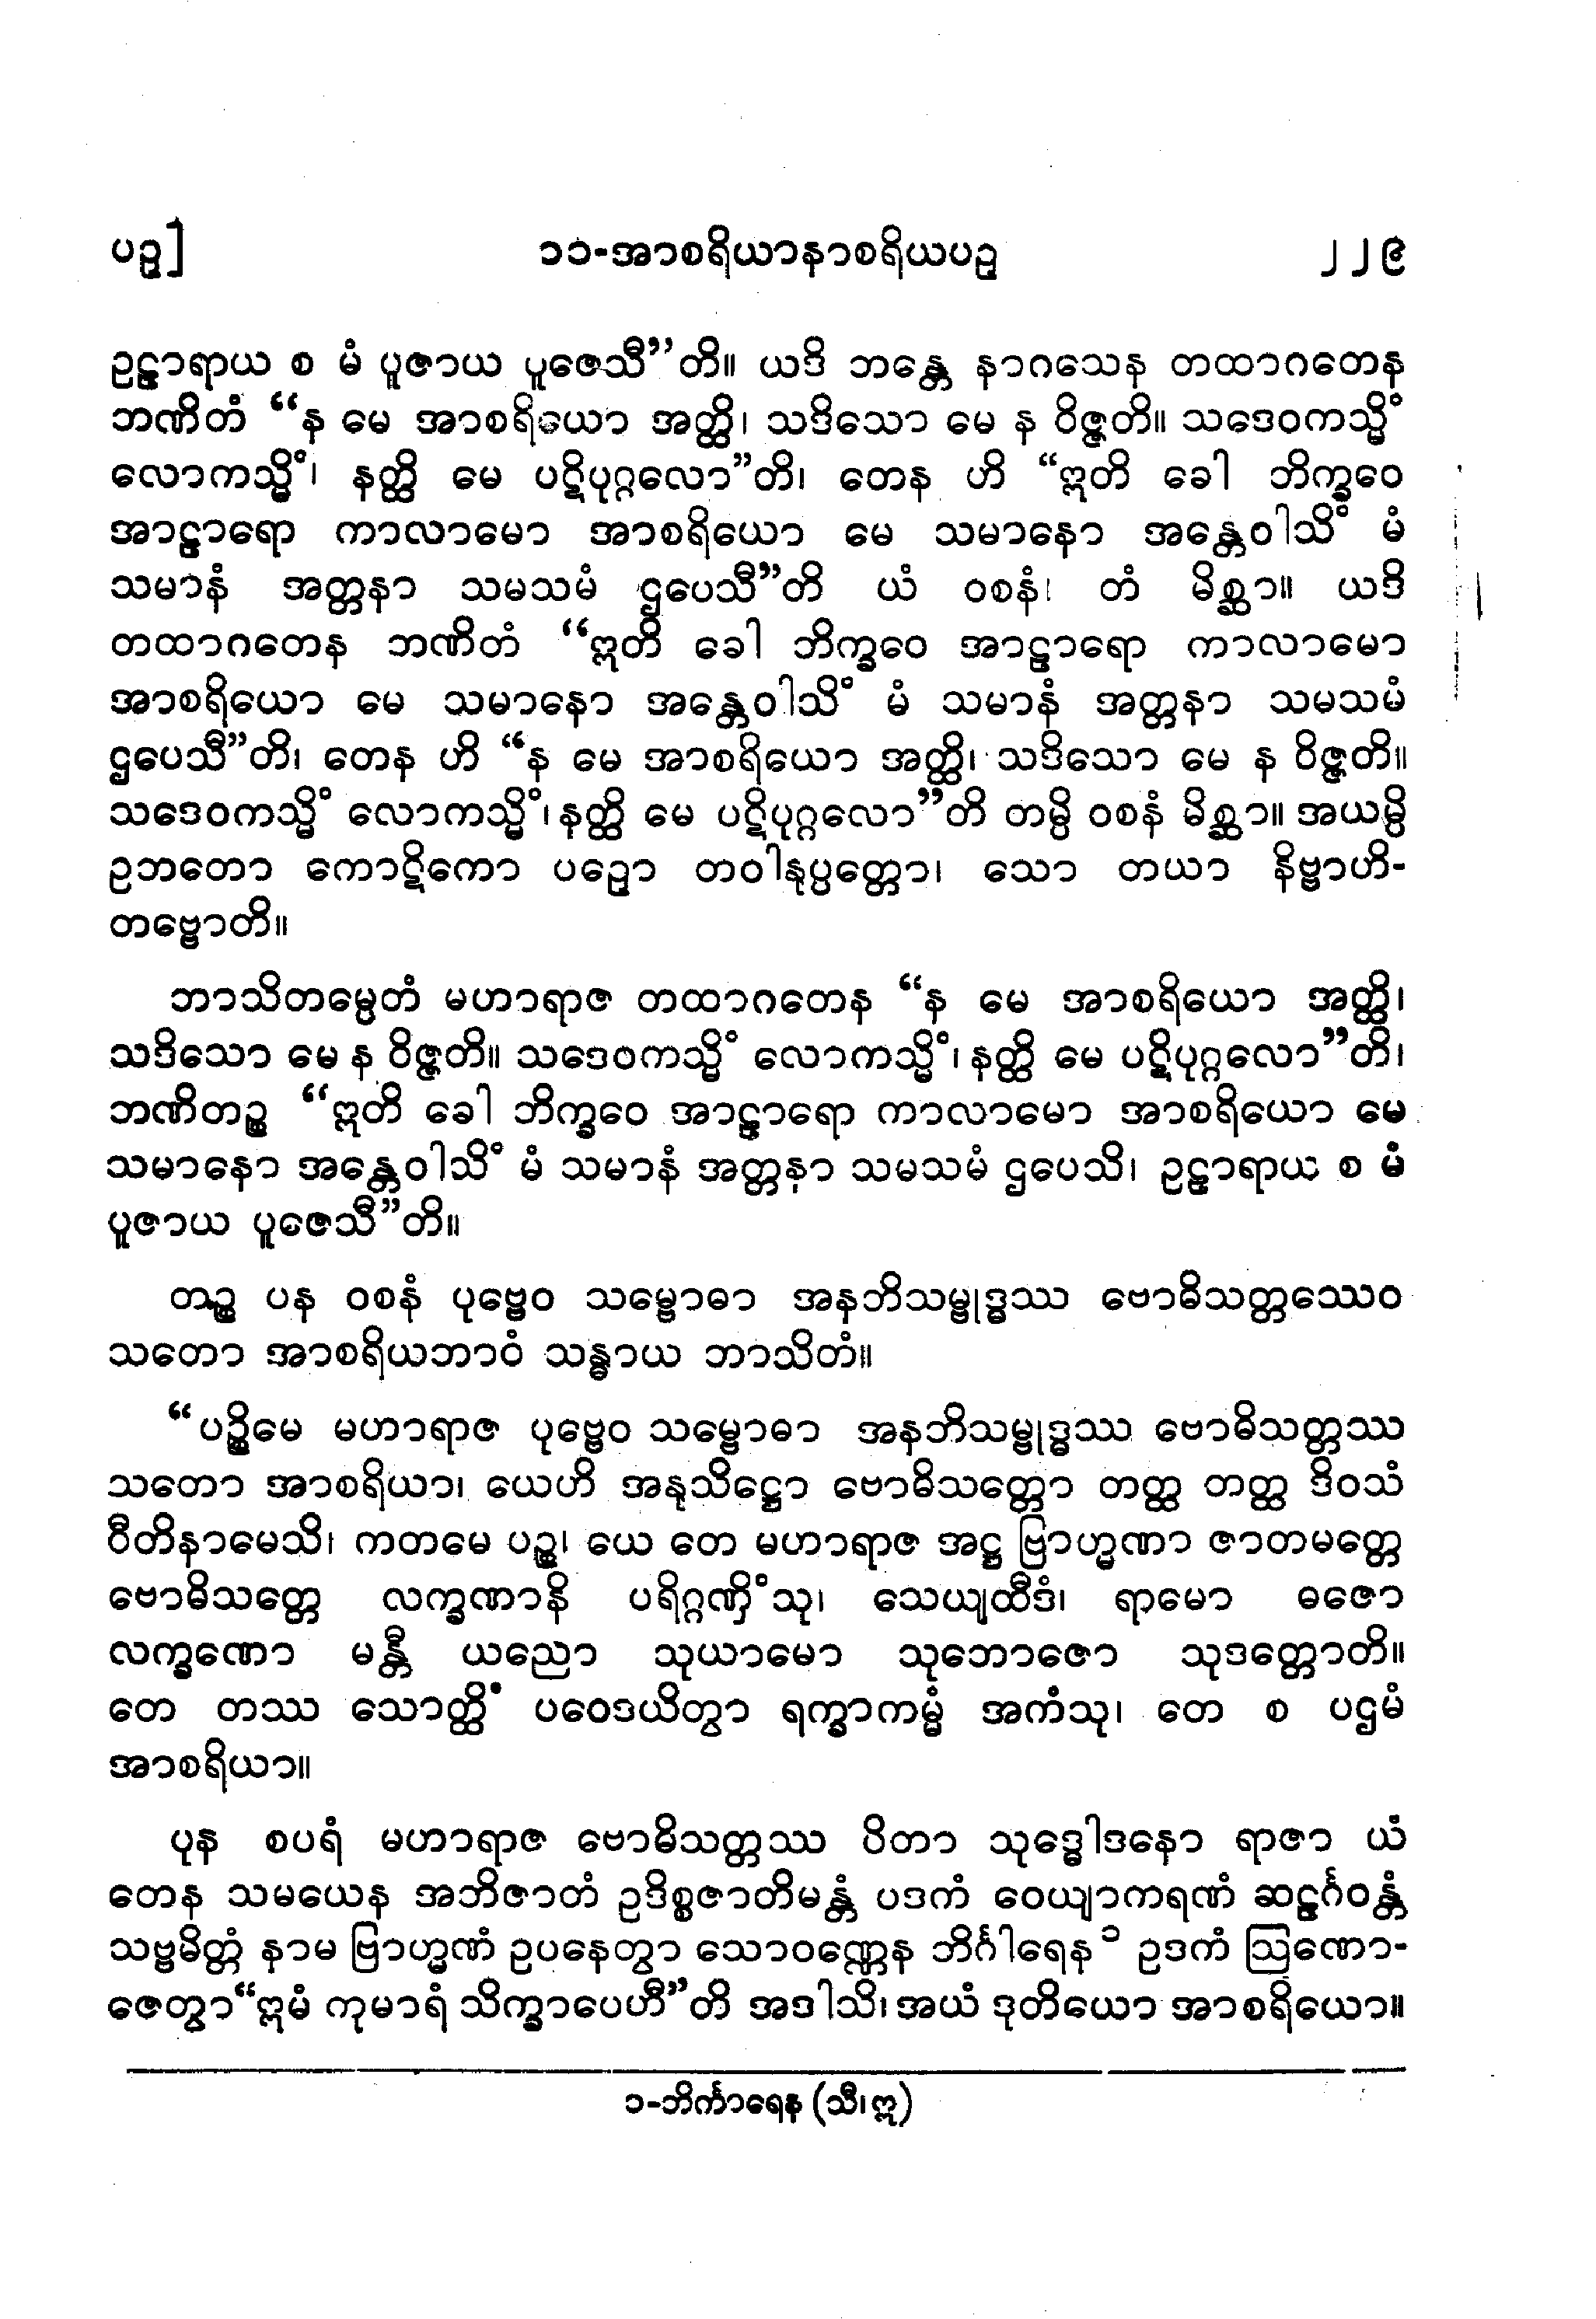 ပဥှ]	၁၁-အာစရိယာနာစရိယပဥှ	၂၂၉
ဥဠာရာယ စ မံ ပူဇာယ ပူဇေသီ”တိ။ ယဒိ ဘန္တေ နာဂသေန တထာဂတေန
ဘဏိတံ “န မေ အာစရိယော အတ္ထိ၊ သဒိသော မေ န ဝိဇ္ဇတိ။ သဒေဝကသ္မိံ
လောကသ္မိံ၊ နတ္ထိ မေ ပဋိပုဂ္ဂလော”တိ၊ တေန ဟိ “ဣတိ ခေါ ဘိက္ခဝေ
အာဠာရော ကာလာမော အာစရိယော မေ သမာနော အန္တေဝါသိံ မံ
သမာနံ အတ္တနာ သမသမံ ဌပေသီ”တိ ယံ ဝစနံ၊ တံ မိစ္ဆာ။ ယဒိ
တထာဂတေန ဘဏိတံ “ဣတိ ခေါ ဘိက္ခဝေ အာဠာရော ကာလာမော
အာစရိယော မေ သမာနော အန္တေဝါသိံ မံ သမာနံ အတ္တနာ သမသမံ
ဌပေသီ”တိ၊ တေန ဟိ “န မေ အာစရိယော အတ္ထိ၊ သဒိသော မေ န ဝိဇ္ဇတိ။
သဒေဝကသ္မိံ လောကသ္မိံ၊ နတ္ထိ မေ ပဋိပုဂ္ဂလော”တိ တမ္ပိ ဝစနံ မိစ္ဆာ။ အယမ္ပိ
ဥဘတော ကောဋိကော ပဉှော တဝါနုပ္ပတ္တော၊ သော တယာ နိဗ္ဗာဟိ-
တဗ္ဗောတိ။
ဘာသိတမ္ပေတံ မဟာရာဇ တထာဂတေန “န မေ အာစရိယော အတ္ထိ၊
သဒိသော မေ န ဝိဇ္ဇတိ။ သဒေဝကသ္မိံ လောကသ္မိံ၊ နတ္ထိ မေ ပဋိပုဂ္ဂလော”တိ၊
ဘဏိတဉ္စ “ဣတိ ခေါ ဘိက္ခဝေ အာဠာရော ကာလာမော အာစရိယော မေ
သမာနော အန္တေဝါသိံ မံ သမာနံ အတ္တနာ သမသမံ ဌပေသိ၊ ဥဠာရာယ စ မံ
ပူဇာယ ပူဇေသီ”တိ။
တဉ္စ ပန ဝစနံ ပုဗ္ဗေဝ သမ္ဗောဓာ အနဘိသမ္ဗုဒ္ဓဿ ဗောဓိသတ္တဿေဝ
သတော အာစရိယဘာဝံ သန္ဓာယ ဘာသိတံ။
“ပဉ္စိမေ မဟာရာဇ ပုဗ္ဗေဝ သမ္ဗောဓာ အနဘိသမ္ဗုဒ္ဓဿ ဗောဓိသတ္တဿ
သတော အာစရိယာ၊ ယေဟိ အနုသိဋ္ဌော ဗောဓိသတ္တော တတ္ထ တတ္ထ ဒိဝသံ
ဝီတိနာမေသိ၊ ကတမေ ပဉ္စ၊ ယေ တေ မဟာရာဇ အဋ္ဌ ဗြာဟ္မဏာ ဇာတမတ္တေ
ဗောဓိသတ္တေ လက္ခဏာနိ ပရိဂ္ဂဏှိံသု၊ သေယျထီဒံ၊ ရာမော ဓဇော
လက္ခဏော မန္တီ ယညော သုယာမော သုဘောဇော သုဒတ္တောတိ။
တေ တဿ သောတ္ထိံ ပဝေဒယိတွာ ရက္ခာကမ္မံ အကံသု၊ တေ စ ပဌမံ
အာစရိယာ။
ပုန စပရံ မဟာရာဇ ဗောဓိသတ္တဿ ပိတာ သုဒ္ဓေါဒနော ရာဇာ ယံ
တေန သမယေန အဘိဇာတံ ဥဒိစ္စဇာတိမန္တံ ပဒကံ ဝေယျာကရဏံ ဆဠင်္ဂဝန္တံ
သဗ္ဗမိတ္တံ နာမ ဗြာဟ္မဏံ ဥပနေတွာ သောဝဏ္ဏေန ဘိင်္ဂါရေန ၁ ဥဒကံ ဩဏော-
ဇေတွာ“ဣမံ ကုမာရံ သိက္ခာပေဟီ”တိ အဒါသိ၊ အယံ ဒုတိယော အာစရိယော။
၁-ဘိင်္ကာရေန (သီ၊ဣ)